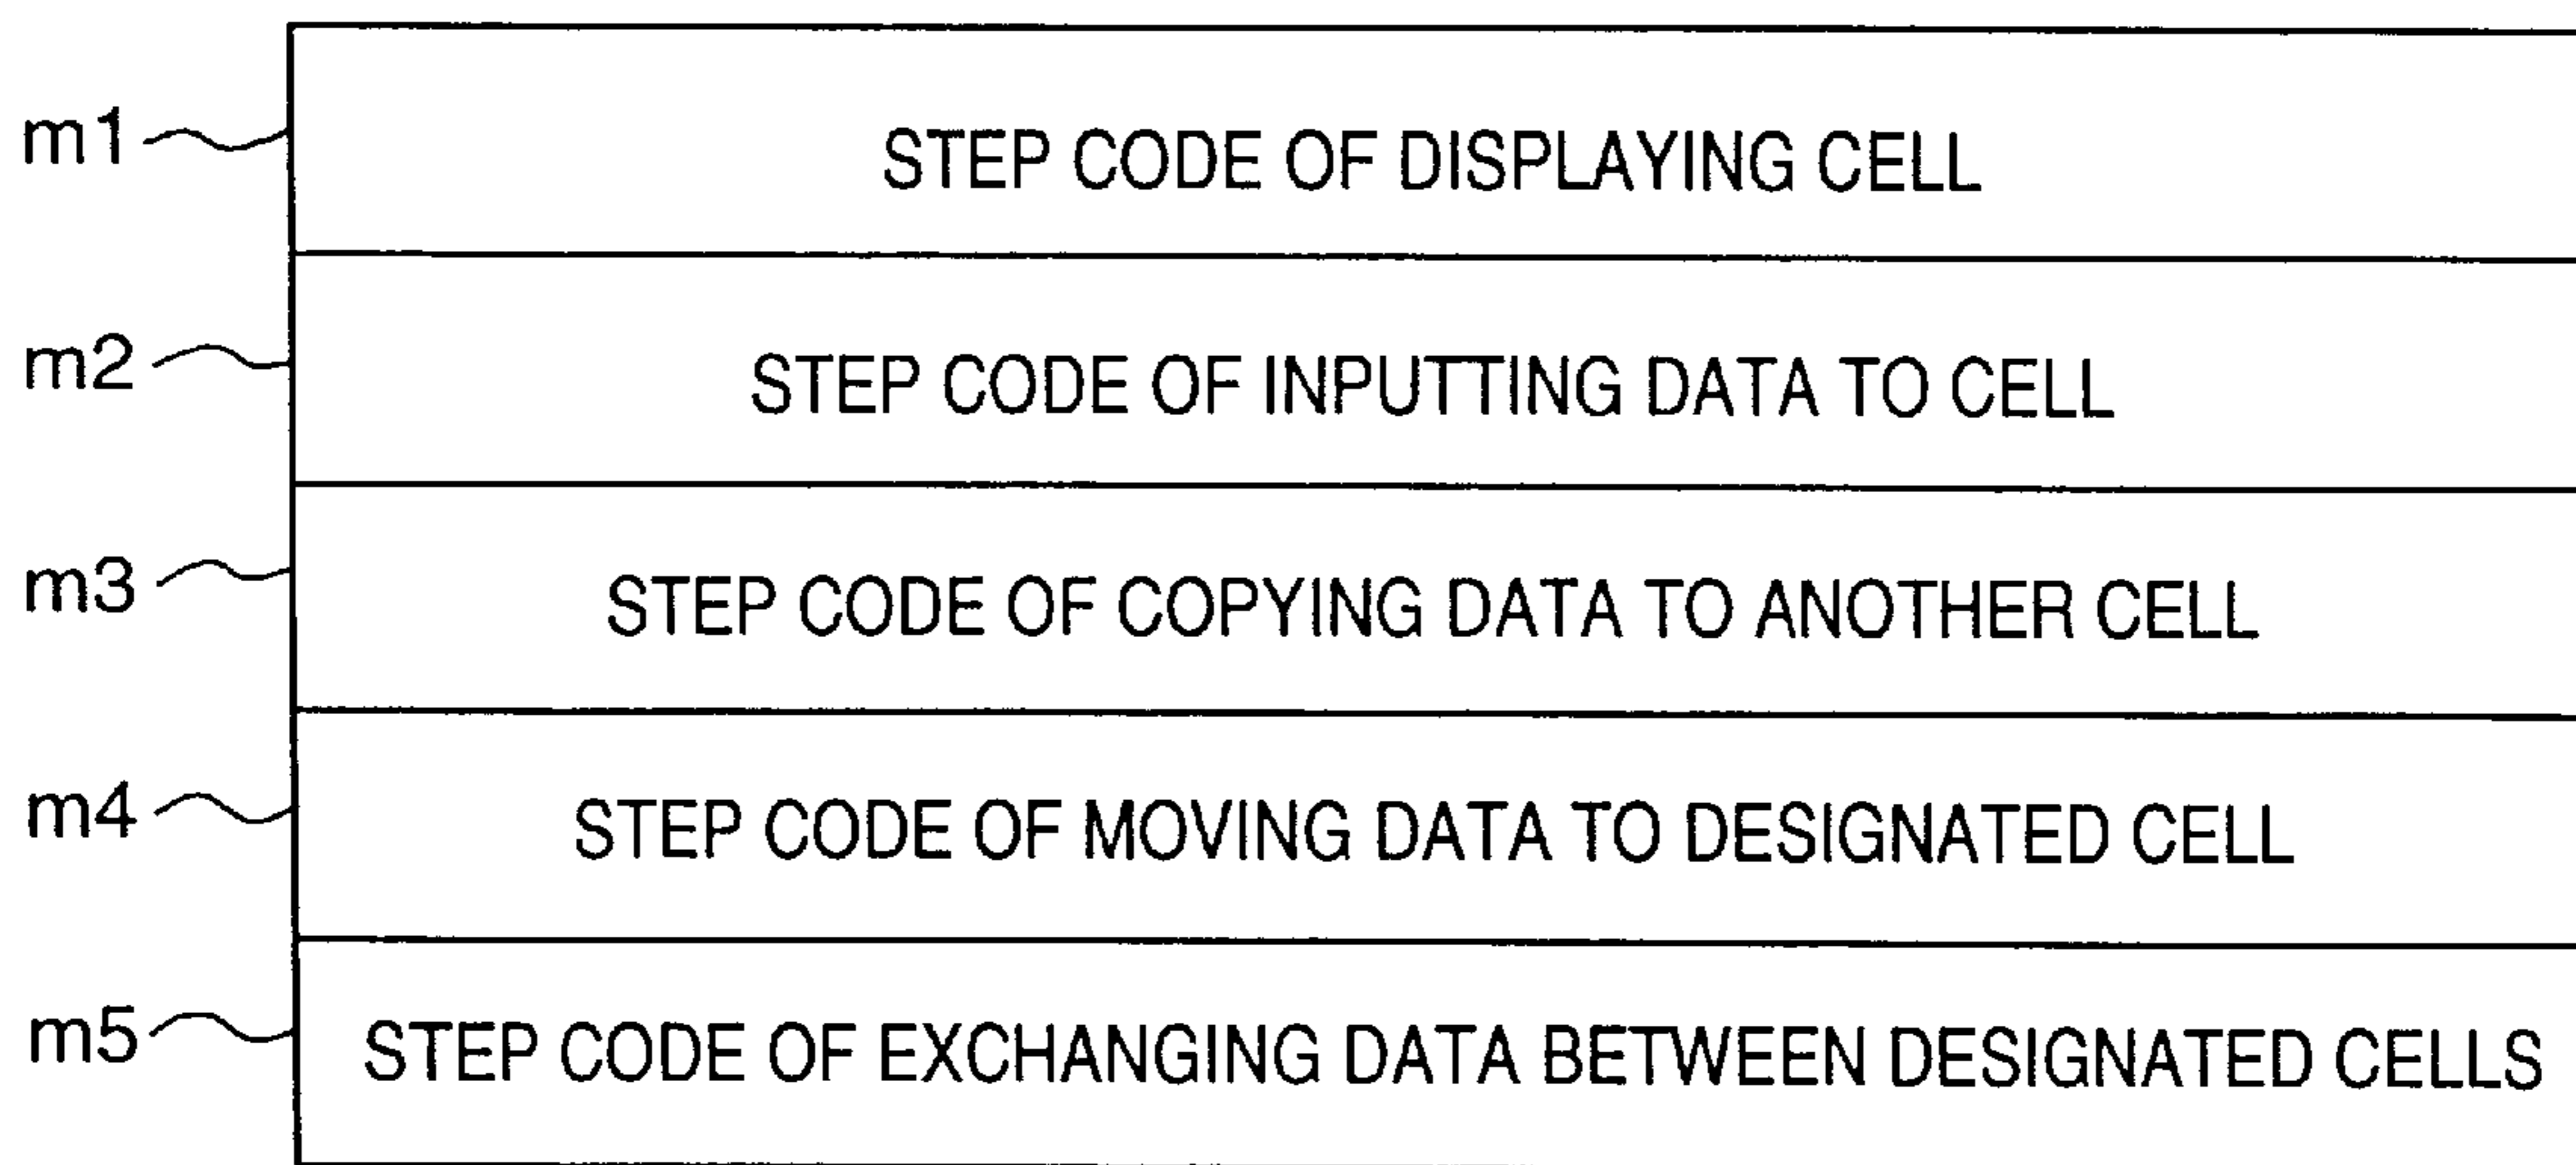 m1 STEP CODE OF DISPLAYING CELL
m2 STEP CODE OF INPUTTING DATA TO CELL
m3 STEP CODE OF COPYING DATA TO ANOTHER CELL
m4 STEP CODE OF MOVING DATA TO DESIGNATED CELL
m5 STEP CODE OF EXCHANGING DATA BETWEEN DESIGNATED CELLS